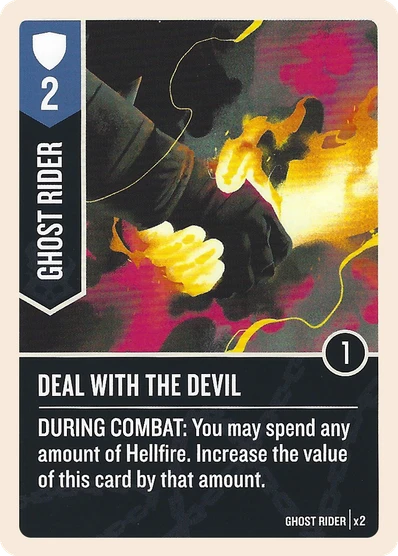 2
GHOST RIDER
1
DEAL WITH THE DEVIL
DURING COMBAT: You may spend any
amount of Hellfire. Increase the value
of this card by that amount.
GHOST RIDER | x2